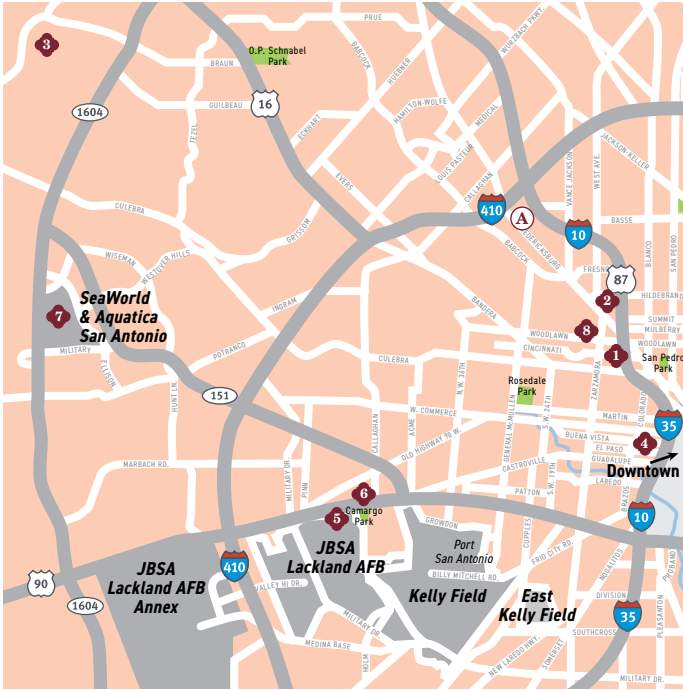 PRUE
WURZBACH PKWY.
3
O.P. Schnabel
Park
BABCOCK
BRAUN
HUEBNER
16
GUILBEAU
HAMILTON-WOLFE
1604
MEDICAL
ECKHART
TEZEL
JACKSON-KELLER
LOUIS PASTEUR
VANCE JACKSON
WEST AVE.
EVERS
CALLAGHAN
CULEBRA
410
A
BASSE
GRISSOM
10
BLANCO
SAN PEDRO
WISEMAN
WESTOVER HILLS
BABCOCK
87
SeaWorld
& Aquatica
San Antonio
7
INGRAM
BANDERA
2
HILDEBRAND
SUMMIT
MULBERRY
8
WOODLAWN
WOODLAWN
MILITARY
POTRANCO
CINCINNATI
1
San Pedro
Park
ELLISON
CULEBRA
N.W. 36TH
ZARZAMORA
HUNT LN.
151
Rosedale
Park
COLORADO
W. COMMERCE
GENERAL McMULLEN
S.W. 24TH
MARTIN
35
CALLAGHAN
ACME
OLD HIGHWAY 90 W.
BUENA VISTA
4
EL PASO
GUADALUPE
Downtown
MARBACH RD.
MILITARY DR.
PINN
CASTROVILLE
S.W. 19TH
LAREDO
6
PATTON
BRAZOS
5
Camargo
Park
GROWDON
CUPPLES
10
JBSA
Lackland AFB
Annex
JBSA
Lackland AFB
Port
San Antonio
FRIO CITY RD.
NOGALITOS
PROBANDT
410
90
VALLEY HI DR.
BILLY MITCHELL RD.
Kelly Field
East
Kelly Field
DIVISION
1604
MILITARY DR.
35
PLEASANTON
SOUTHCROSS
MEDINA BASE
HOLM
NEW LAREDO HWY.
SOMERSET
MILITARY DR.